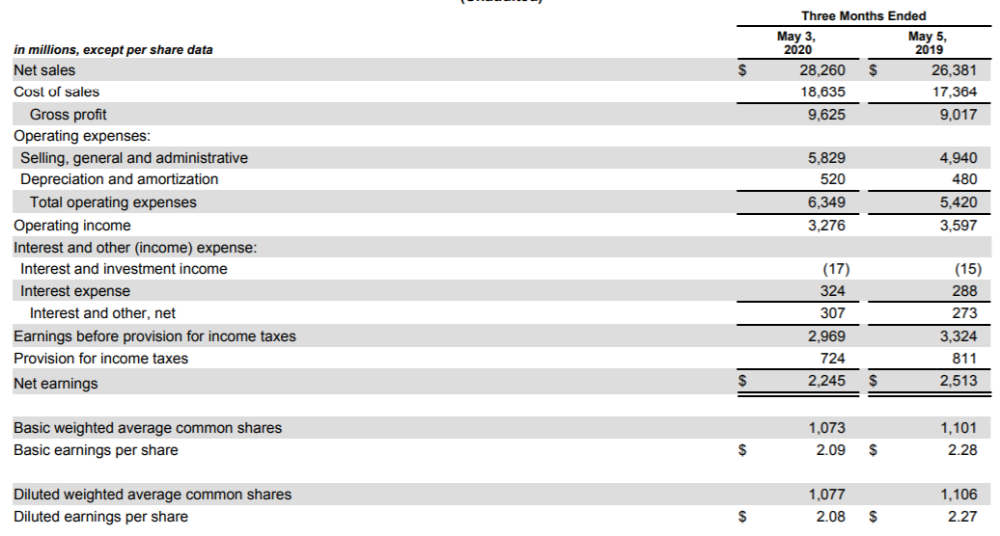 Three Months Ended
in millions, except per share data May 3, 2020 May 5, 2019
Net sales $ 28,260 $ 26,381
Cost of sales 18,635 17,364
Gross profit 9,625 9,017
Operating expenses:
Selling, general and administrative 5,829 4,940
Depreciation and amortization 520 480
Total operating expenses 6,349 5,420
Operating income 3,276 3,597
Interest and other (income) expense:
Interest and investment income (17) (15)
Interest expense 324 288
Interest and other, net 307 273
Earnings before provision for income taxes 2,969 3,324
Provision for income taxes 724 811
Net earnings $ 2,245 $ 2,513
Basic weighted average common shares 1,073 1,101
Basic earnings per share $ 2.09 $ 2.28
Diluted weighted average common shares 1,077 1,106
Diluted earnings per share $ 2.08 $ 2.27